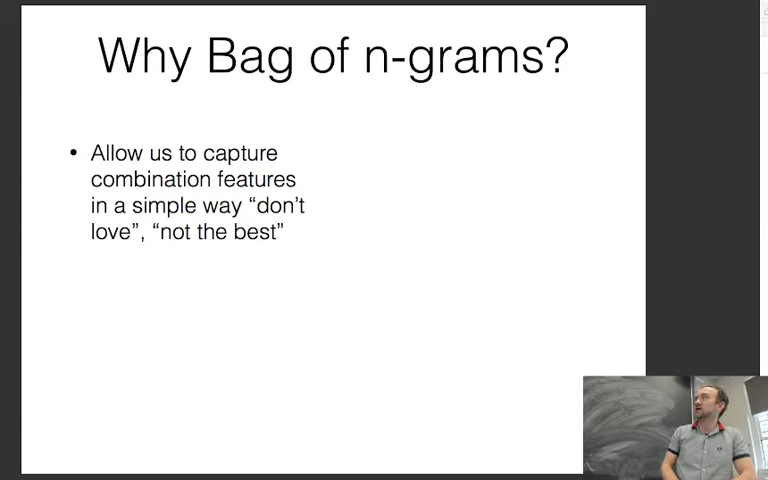 Why Bag of n-grams?
• Allow us to capture
combination features
in a simple way “don’t
love”, “not the best”